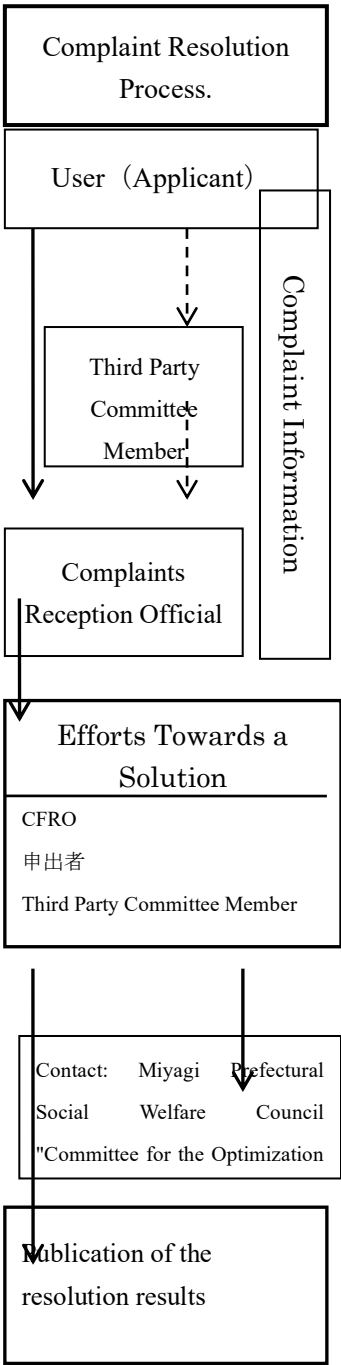 Complaint Resolution
Process.
User（Applicant）
Complaint Information
Third Party
Committee
Member
Complaints
Reception Official
Efforts Towards a
Solution
CFRO
申出者
Third Party Committee Member
Contact: Miyagi Prefectural
Social Welfare Council
"Committee for the Optimization
Publication of the
resolution results